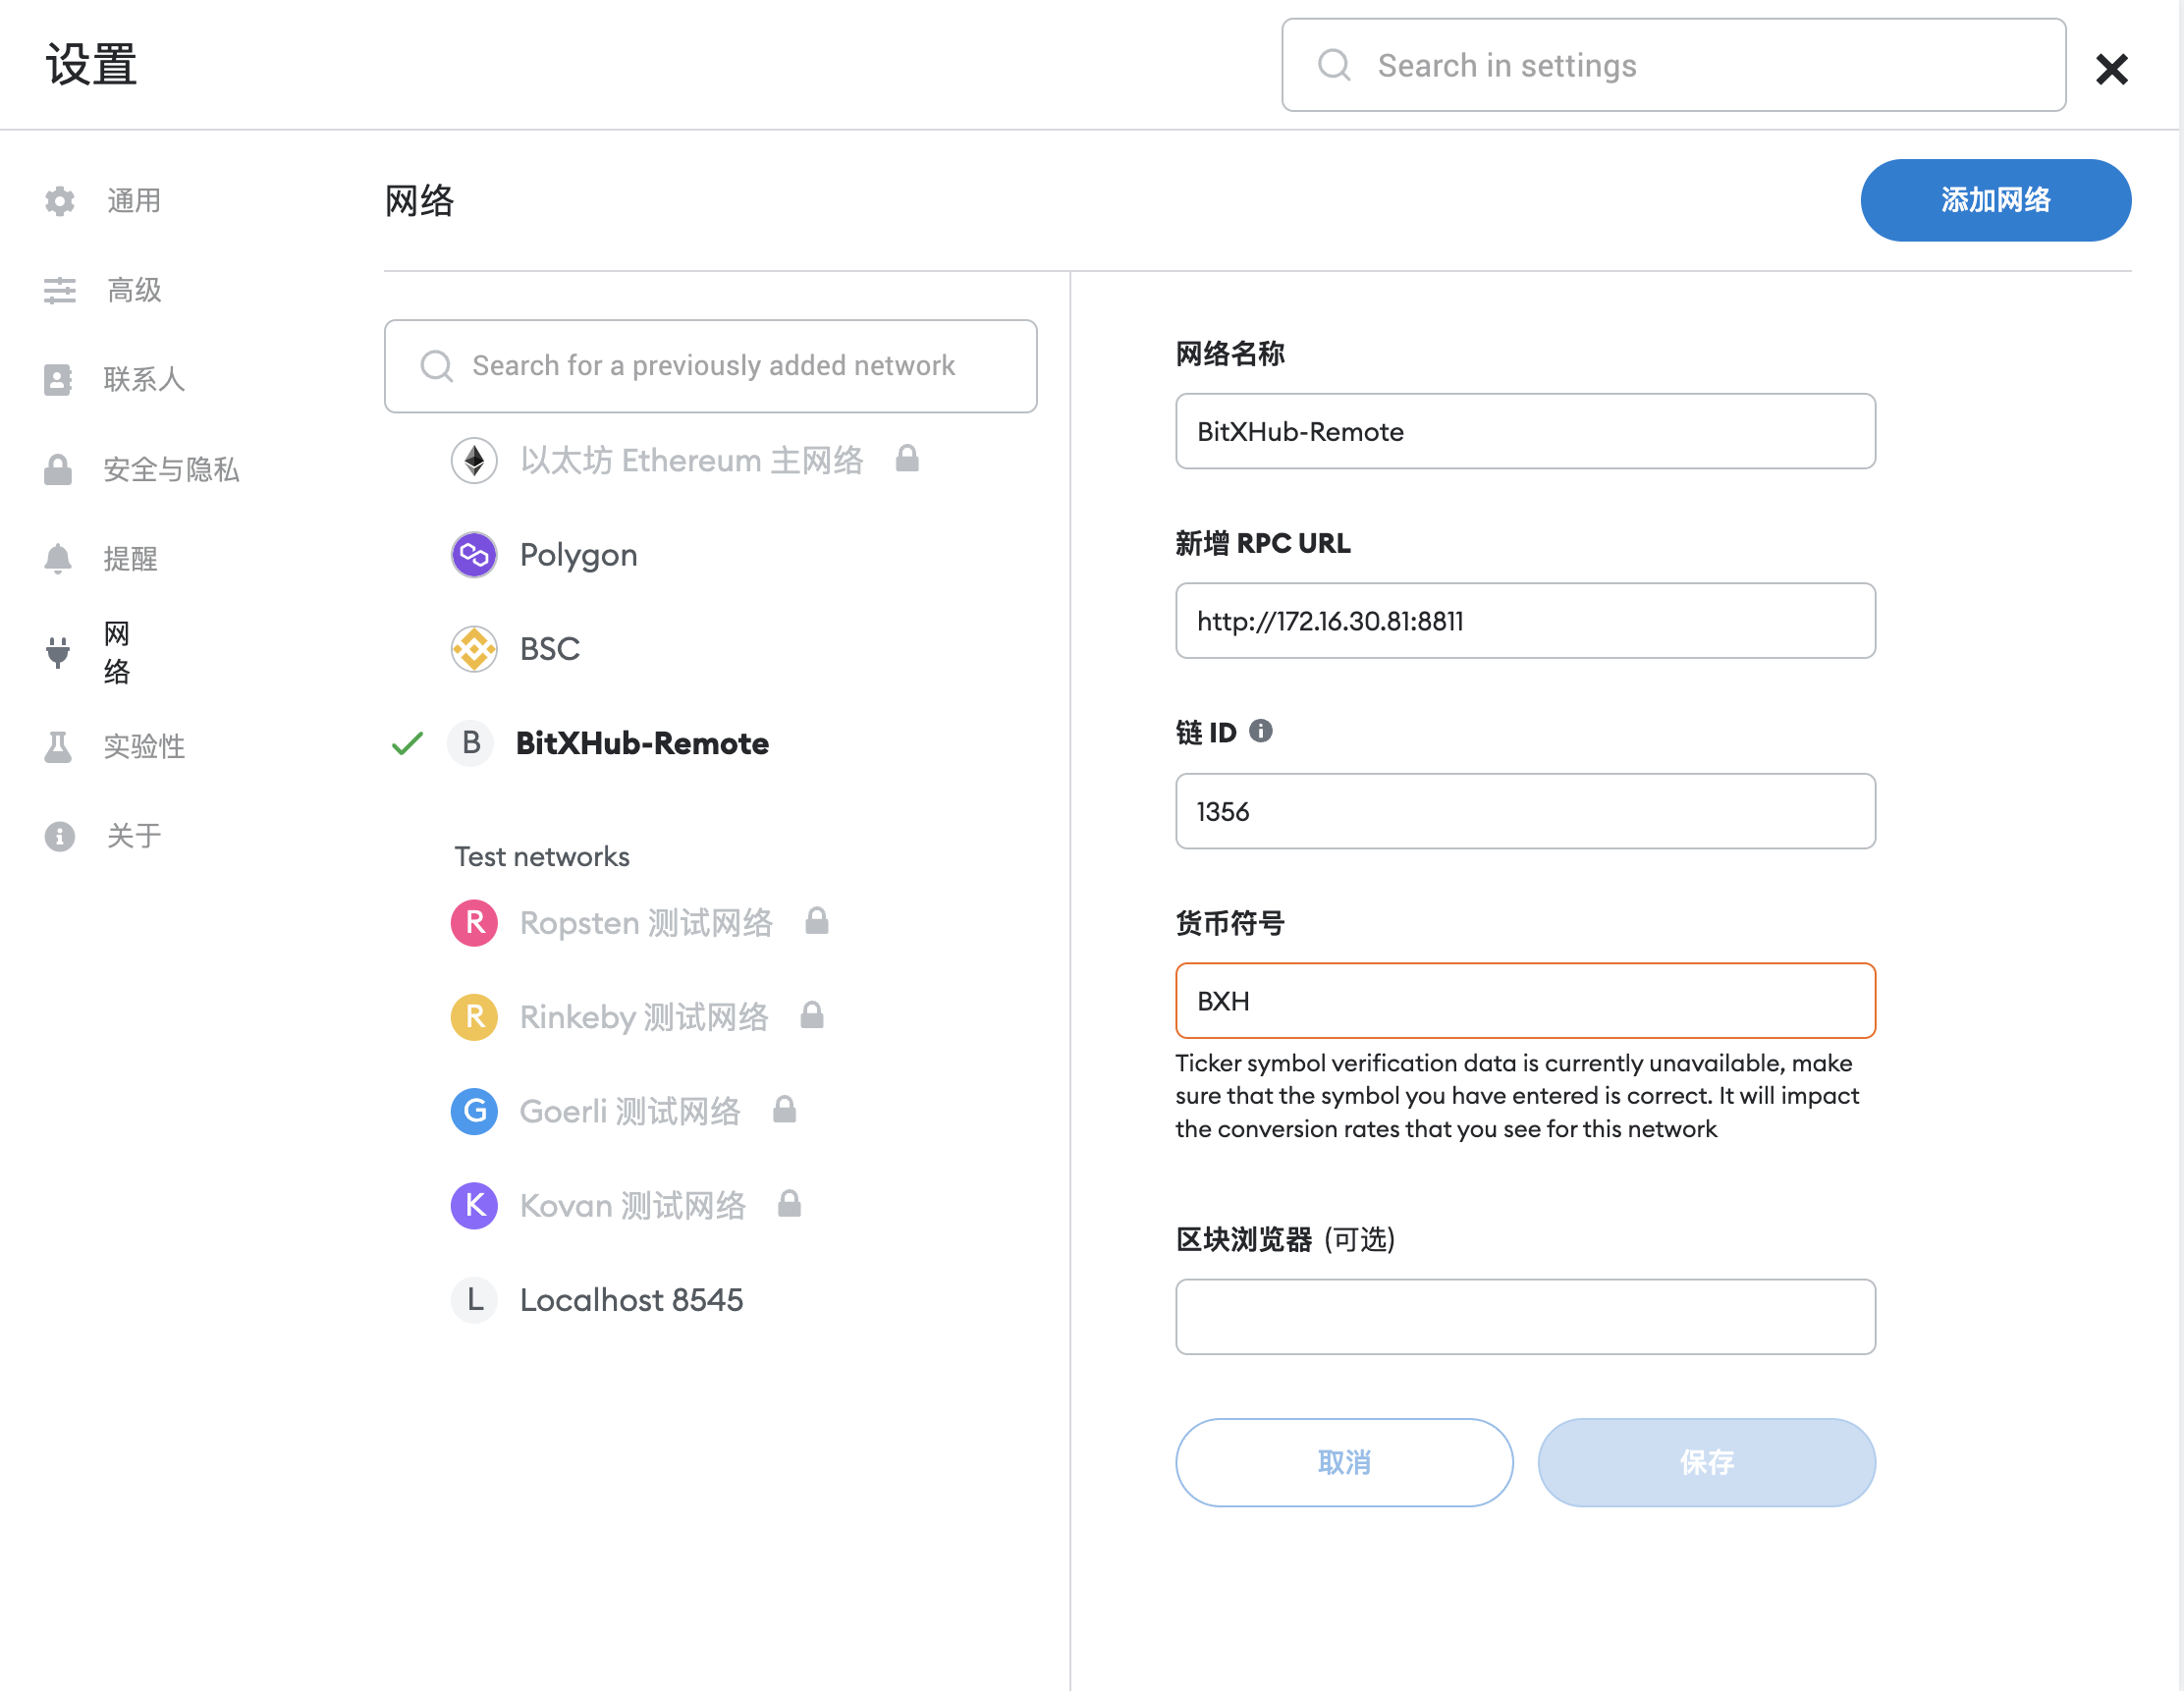 设置
Search in settings
通用
高级
联系人
安全与隐私
提醒
网
络
实验性
关于
网络
添加网络
Search for a previously added network
以太坊 Ethereum 主网络
Polygon
BSC
B
BitXHub-Remote
Test networks
R
Ropsten 测试网络
R
Rinkeby 测试网络
G
Goerli 测试网络
K
Kovan 测试网络
L
Localhost 8545
网络名称
BitXHub-Remote
新增 RPC URL
http://172.16.30.81:8811
链 ID
1356
货币符号
BXH
Ticker symbol verification data is currently unavailable, make
sure that the symbol you have entered is correct. It will impact
the conversion rates that you see for this network
区块浏览器 (可选)
取消
保存